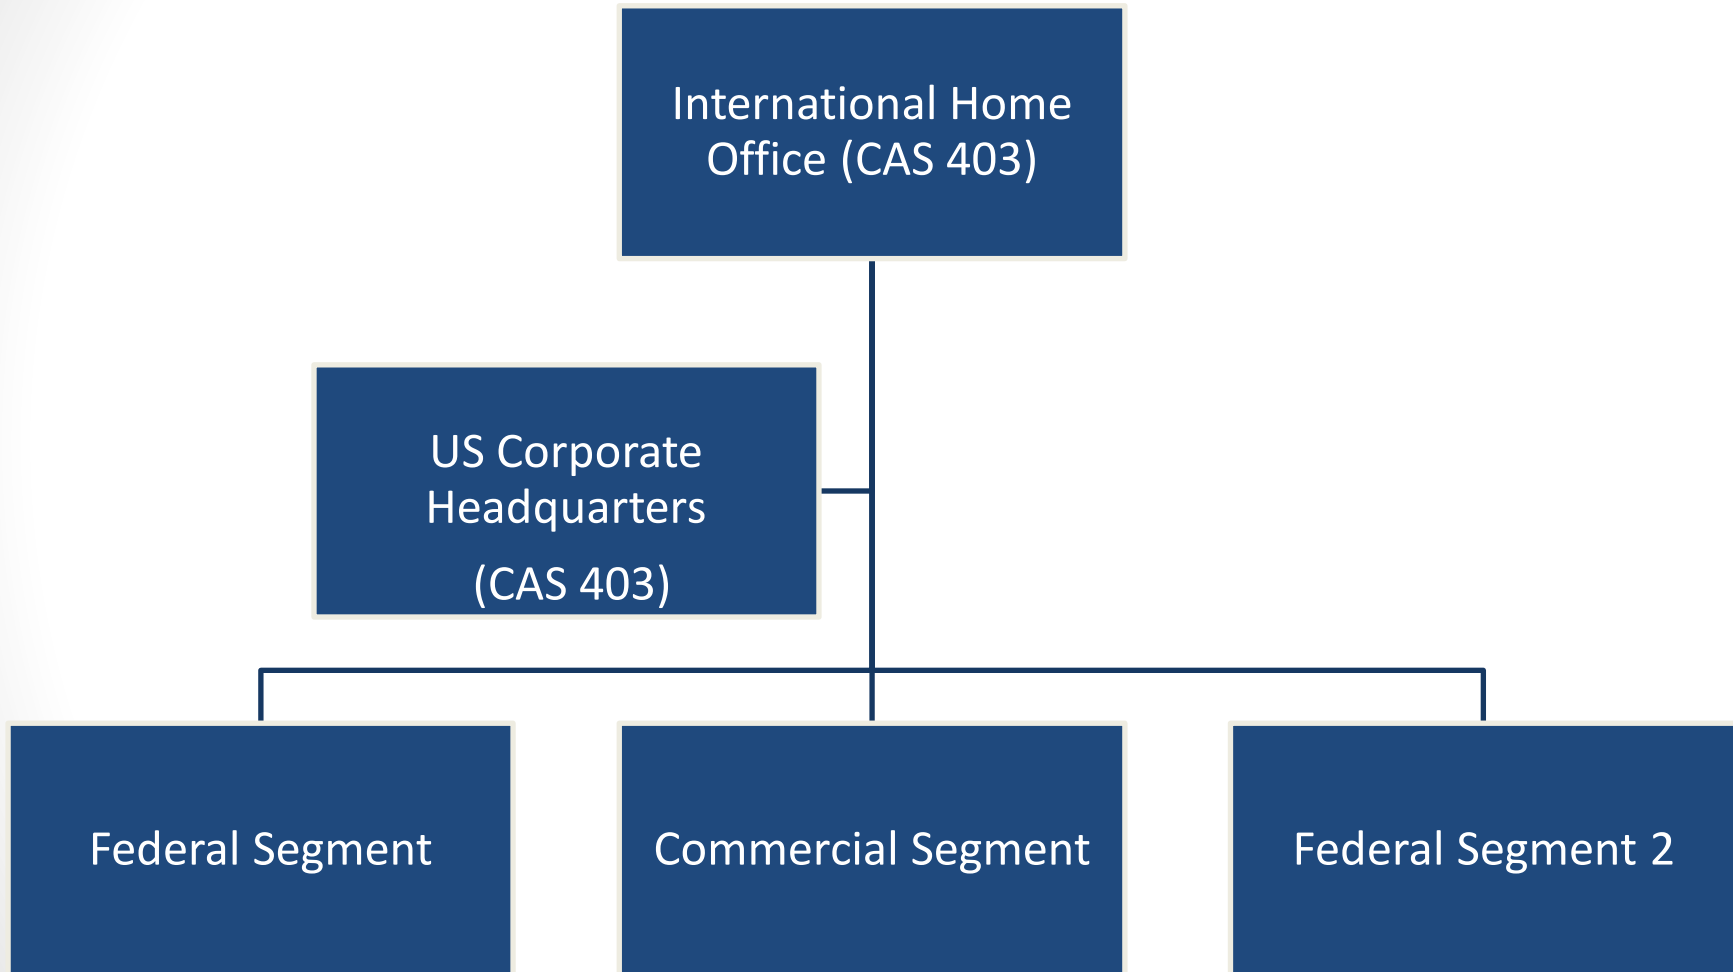 International Home
Office (CAS 403)
US Corporate
Headquarters
(CAS 403)
Federal Segment
Commercial Segment
Federal Segment 2